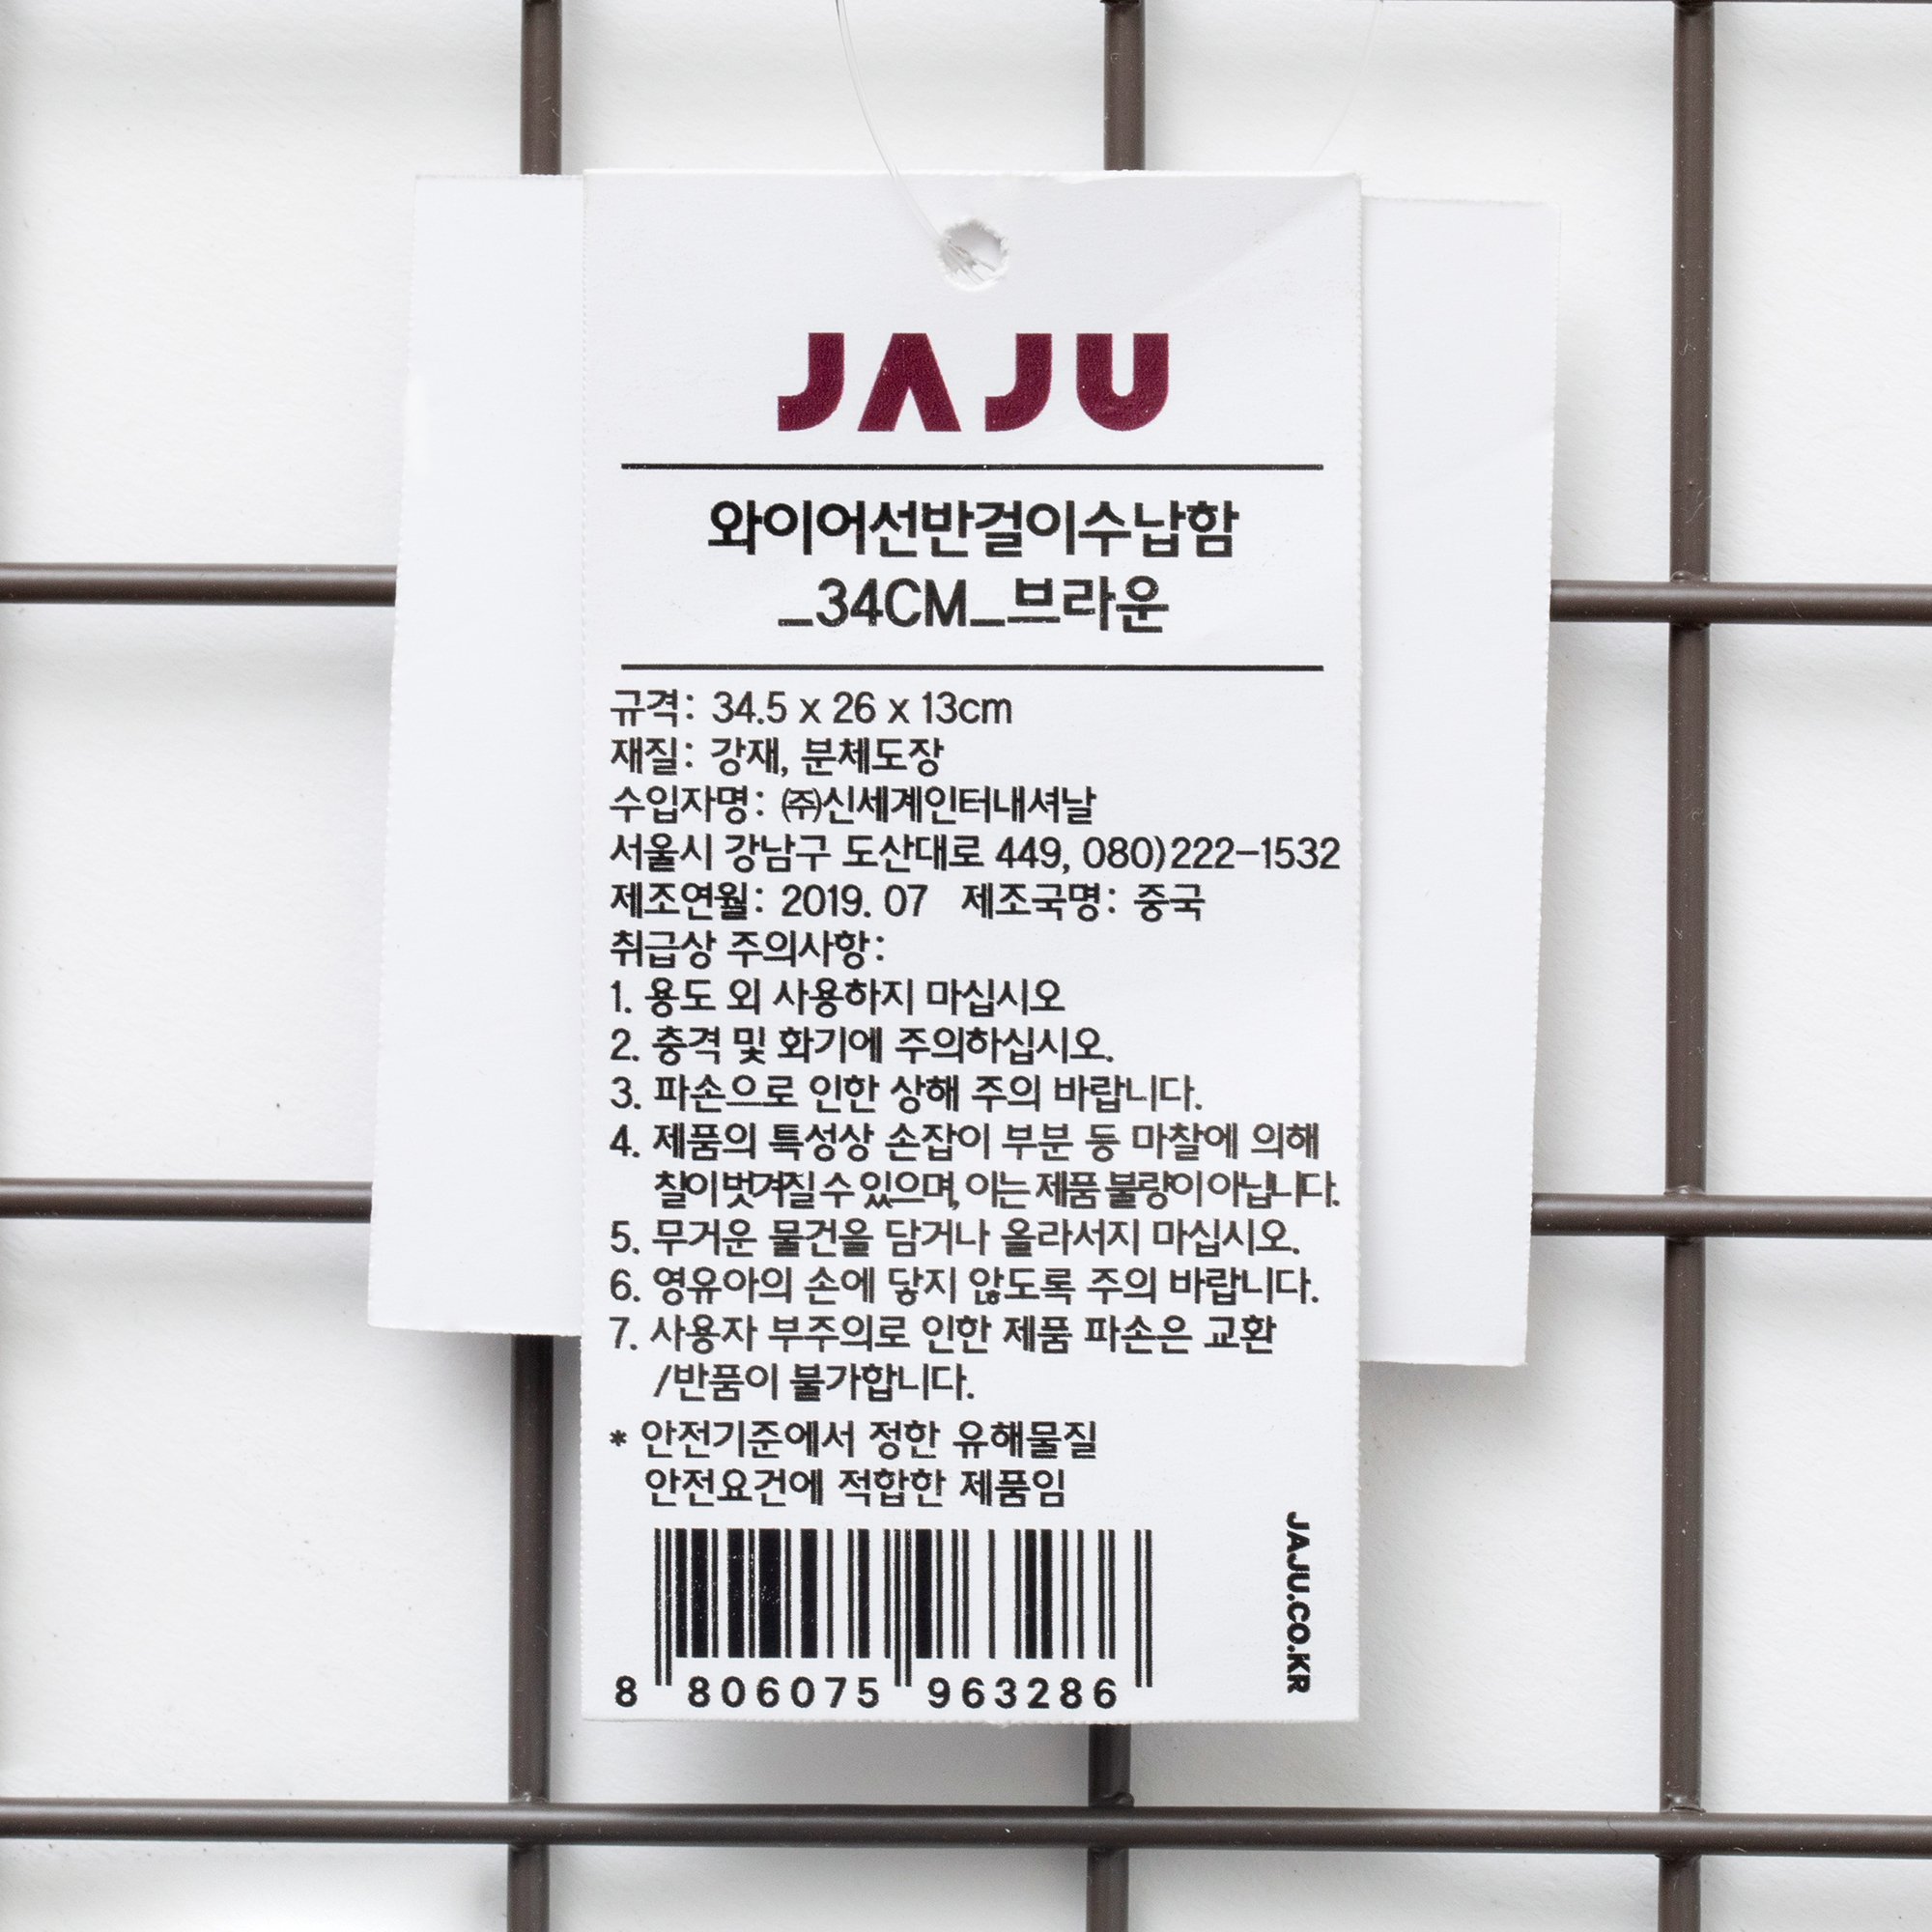 JAJU
와이어선반걸이수납함
_34CM_브라운
규격: 34.5 x 26 x 13cm
재질: 강재, 분체도장
수입자명: ㈜신세계인터내셔날
서울시 강남구 도산대로 449, 080)222-1532
제조연월: 2019. 07 제조국명: 중국
취급상 주의사항:
1. 용도 외 사용하지 마십시오
2. 충격 및 화기에 주의하십시오.
3. 파손으로 인한 상해 주의 바랍니다.
4. 제품의 특성상 손잡이 부분 등 마찰에 의해
칠이 벗겨질 수 있으며, 이는 제품 불량이 아닙니다.
5. 무거운 물건을 담거나 올라서지 마십시오.
6. 영유아의 손에 닿지 않도록 주의 바랍니다.
7. 사용자 부주의로 인한 제품 파손은 교환
/반품이 불가합니다.
* 안전기준에서 정한 유해물질
안전요건에 적합한 제품임
8 806075 963286
JAJU.CO.KR